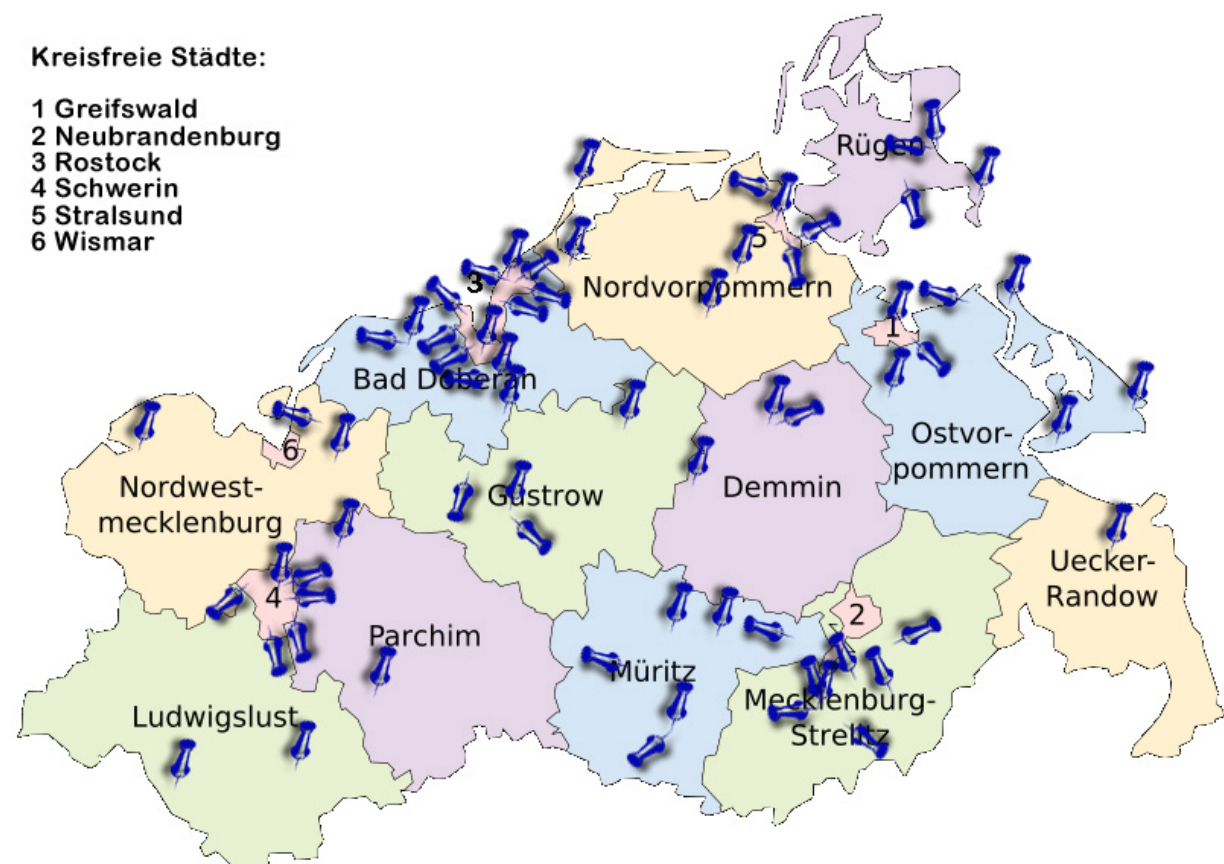 Kreisfreie Städte:
1 Greifswald
2 Neubrandenburg
3 Rostock
4 Schwerin
5 Stralsund
6 Wismar
Rügen
5
3
Nordvorpommern
1
Bad Doberan
6
Ostvor-
pommern
Nordwest-
mecklenburg
Güstrow
Demmin
Uecker-
Randow
4
2
Parchim
Müritz
Ludwigslust
Mecklenburg-
Strelitz